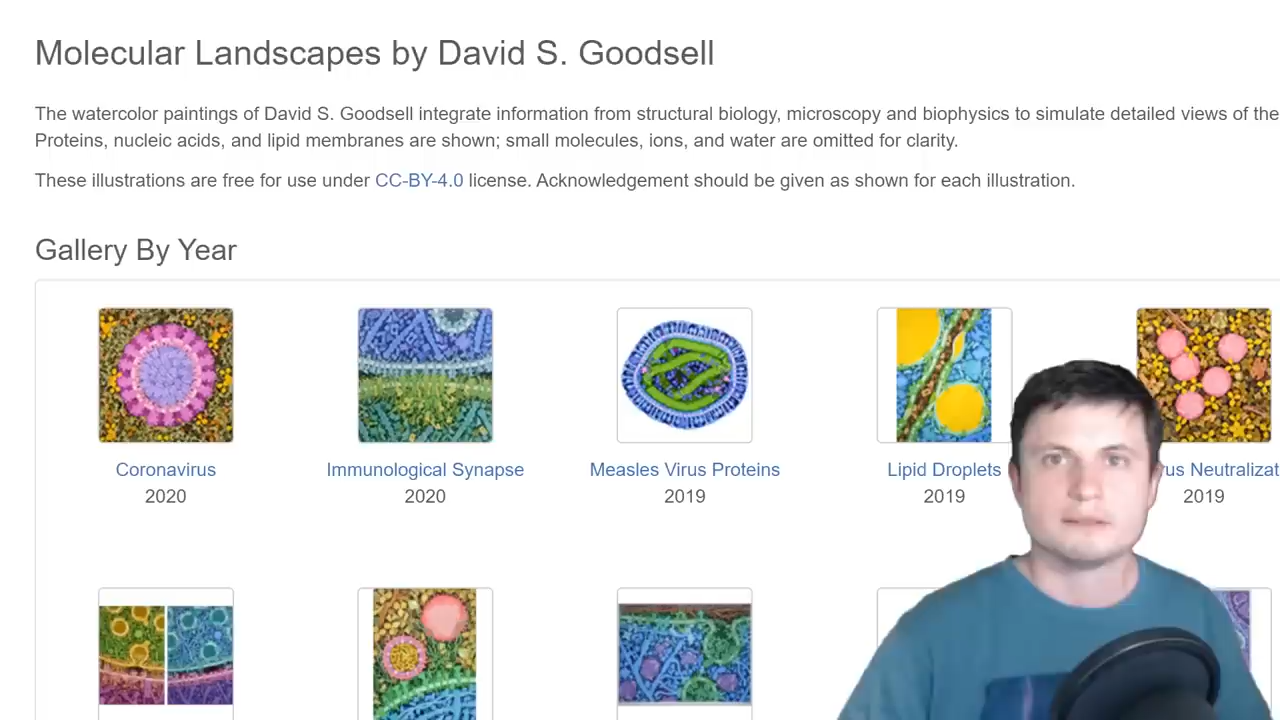 Molecular Landscapes by David S. Goodsell
The watercolor paintings of David S. Goodsell integrate information from structural biology, microscopy and biophysics to simulate detailed views of the
Proteins, nucleic acids, and lipid membranes are shown; small molecules, ions, and water are omitted for clarity.
These illustrations are free for use under CC-BY-4.0 license. Acknowledgement should be given as shown for each illustration.
Gallery By Year
Coronavirus
2020
Immunological Synapse
2020
Measles Virus Proteins
2019
Lipid Droplets
2019
2019